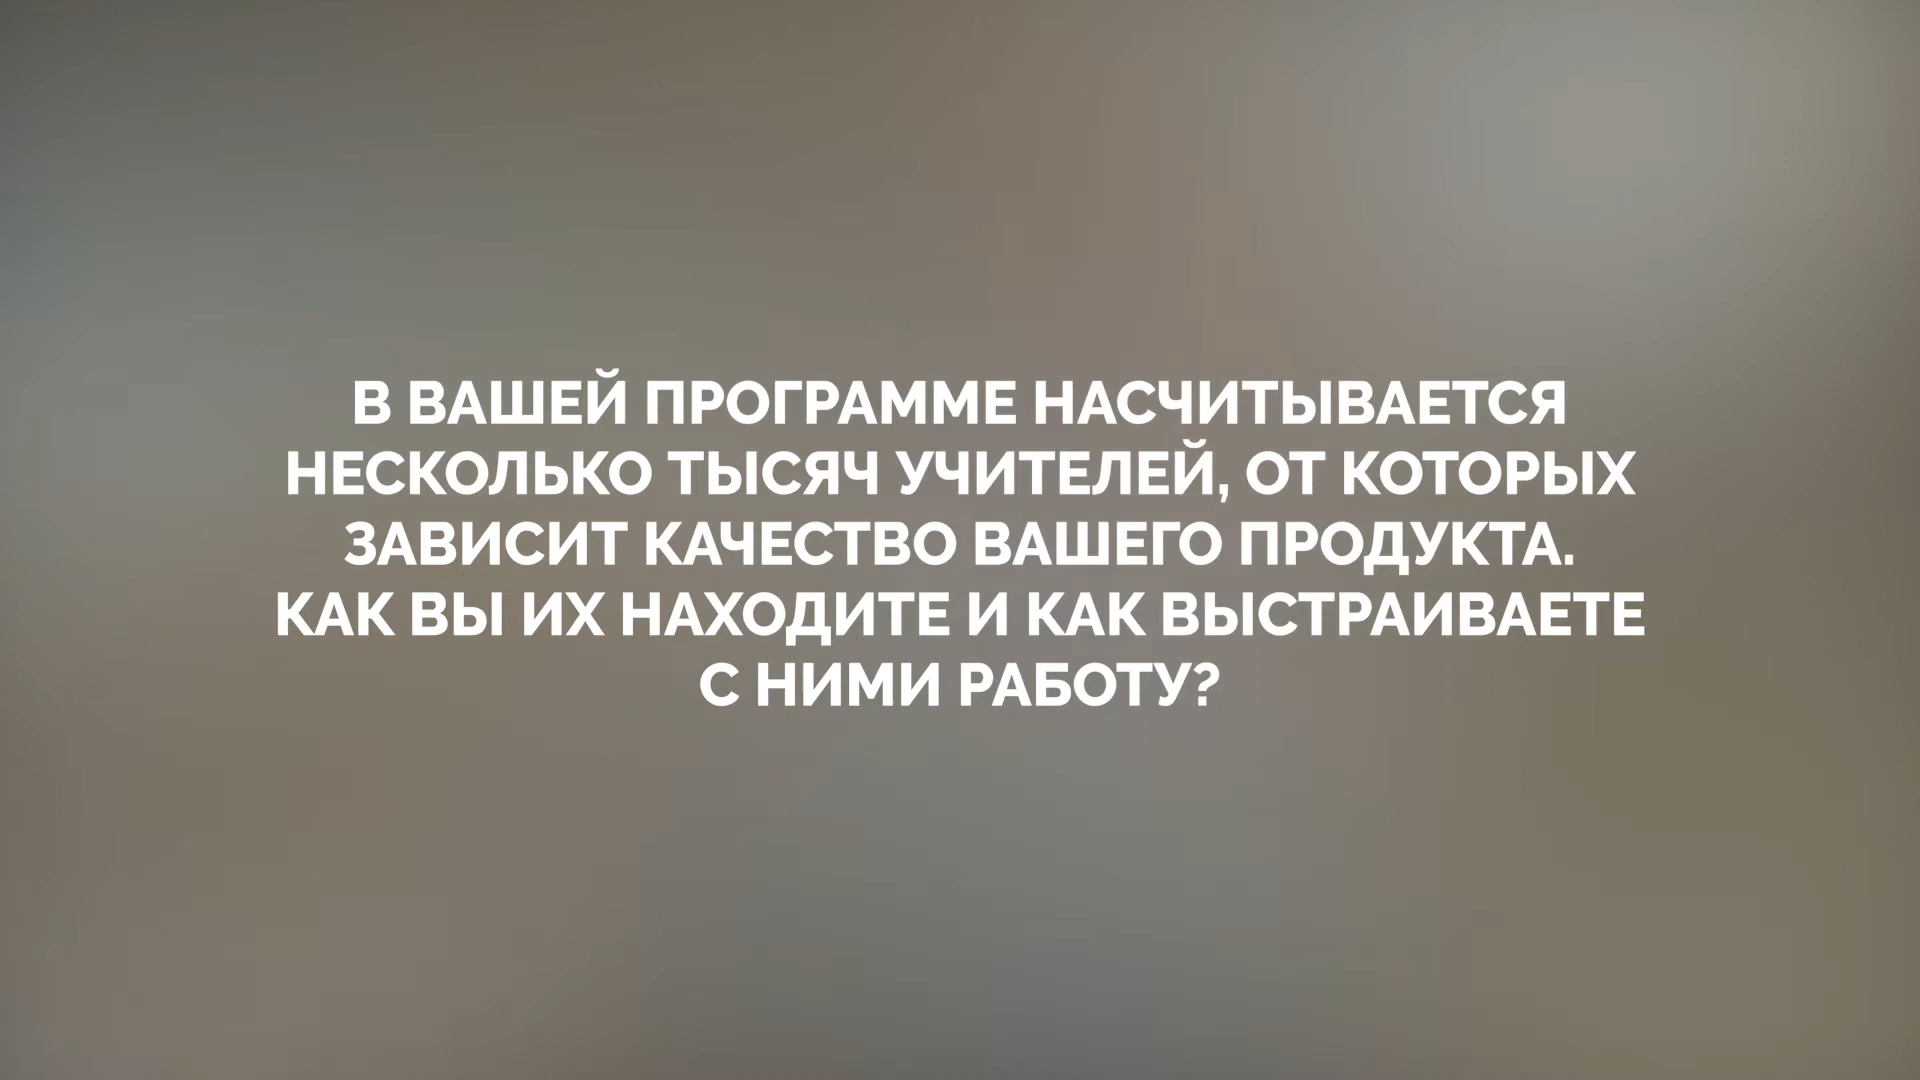 В ВАШЕЙ ПРОГРАММЕ НАСЧИТЫВАЕТСЯ
НЕСКОЛЬКО ТЫСЯЧ УЧИТЕЛЕЙ, ОТ КОТОРЫХ
ЗАВИСИТ КАЧЕСТВО ВАШЕГО ПРОДУКТА.
КАК ВЫ ИХ НАХОДИТЕ И КАК ВЫСТРАИВАЕТЕ
С НИМИ РАБОТУ?